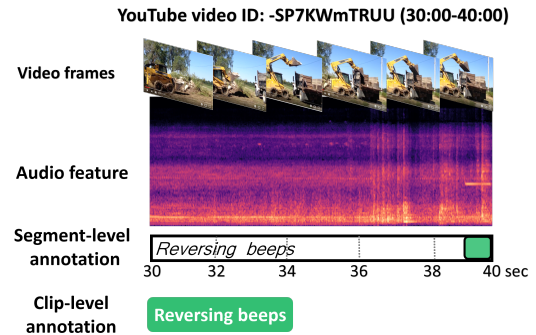 YouTube video ID: -SP7KWmTRUU (30:00-40:00)
Video frames
Audio feature
Segment-level
annotation
Reversing beeps
30 32 34 36 38 40 sec
Clip-level
annotation
Reversing beeps